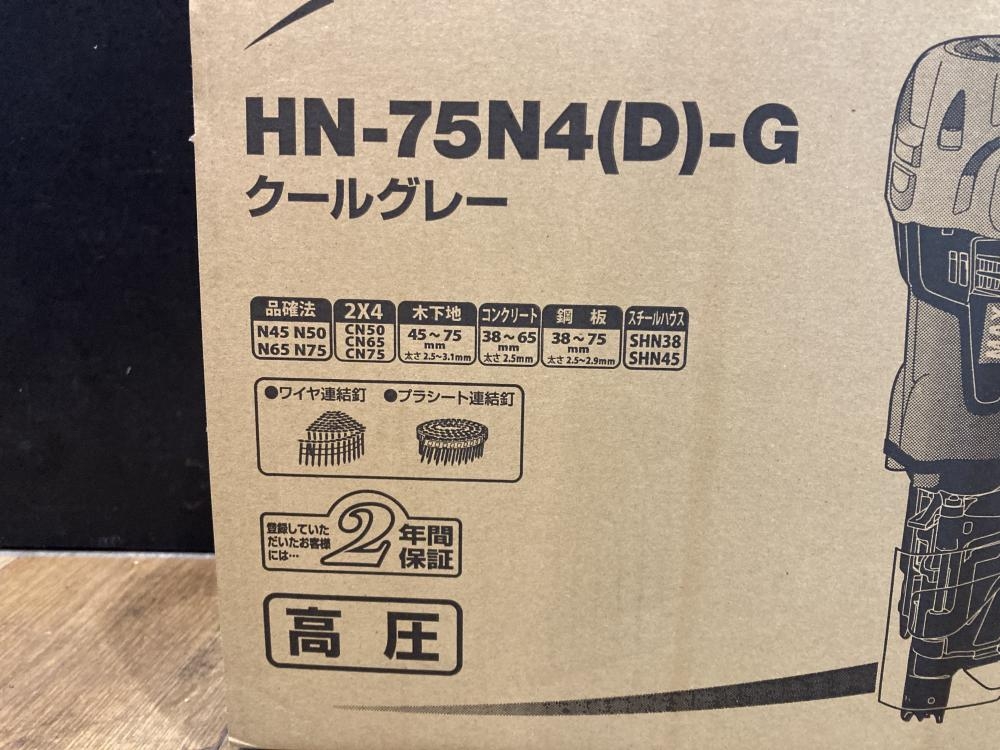 HN-75N4(D)-G
クールグレー
品確法
N45 N50
N65 N75
2X4
CN50
CN65
CN75
木下地
45～75
mm
太さ 2.5～3.1mm
コンクリート
38～65
mm
太さ 2.5mm
鋼 板
38～75
mm
太さ 2.5～2.9mm
スチールハウス
SHN38
SHN45
●ワイヤ連結釘 ●プラシート連結釘
登録していた
だいたお客様
には…
2年間
保証
高 圧